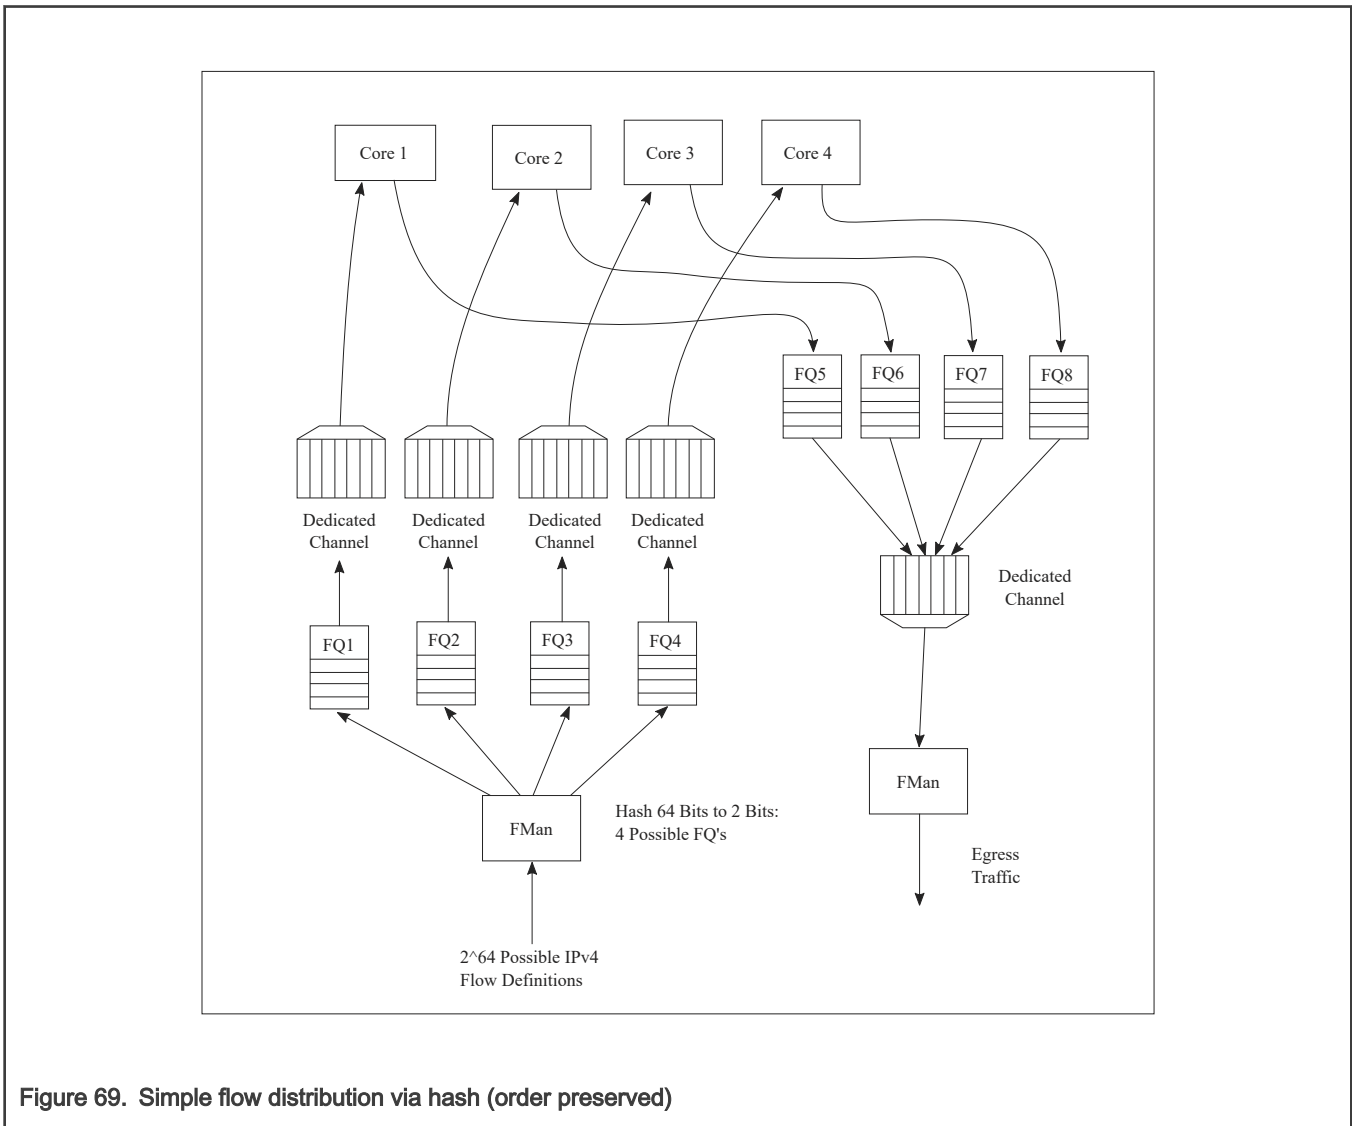 Core 1
Core 2
Core 3
Core 4
FQ5
FQ6
FQ7
FQ8
Dedicated
Channel
Dedicated
Channel
Dedicated
Channel
Dedicated
Channel
Dedicated
Channel
FQ1
FQ2
FQ3
FQ4
FMan
Hash 64 Bits to 2 Bits:
4 Possible FQ's
FMan
Egress
Traffic
2^64 Possible IPv4
Flow Definitions
Figure 69. Simple flow distribution via hash (order preserved)